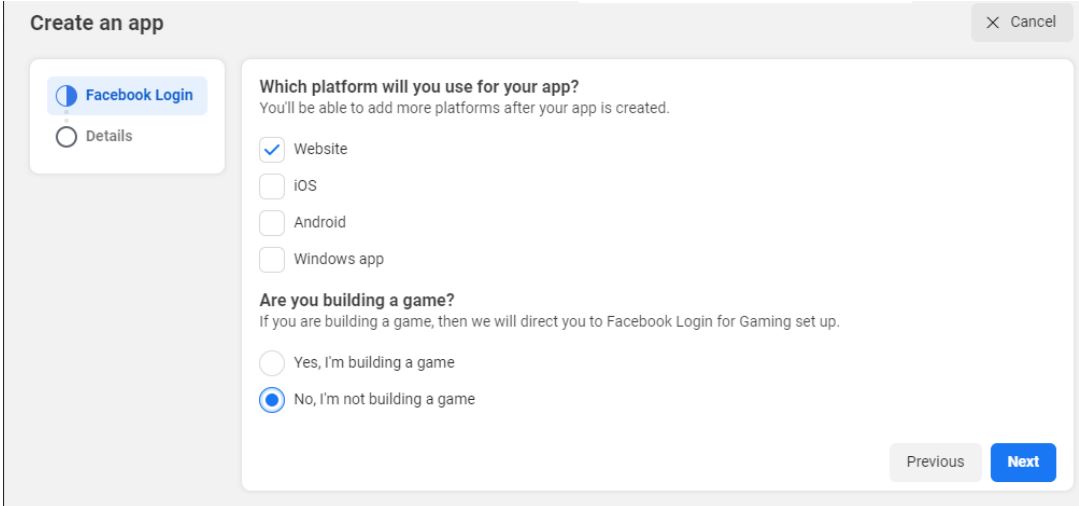 Create an app
Cancel
Facebook Login
Details
Which platform will you use for your app?
You'll be able to add more platforms after your app is created.
Website
iOS
Android
Windows app
Are you building a game?
If you are building a game, then we will direct you to Facebook Login for Gaming set up.
Yes, I'm building a game
No, I'm not building a game
Previous
Next